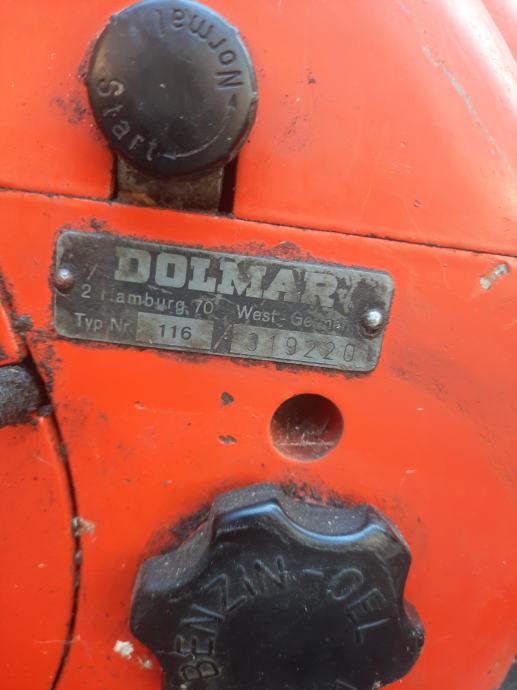 Normal
Start
DOLMAR
2 Hamburg 70 West-Germany
Typ Nr. 116 / 319220
BENZIN-OEL